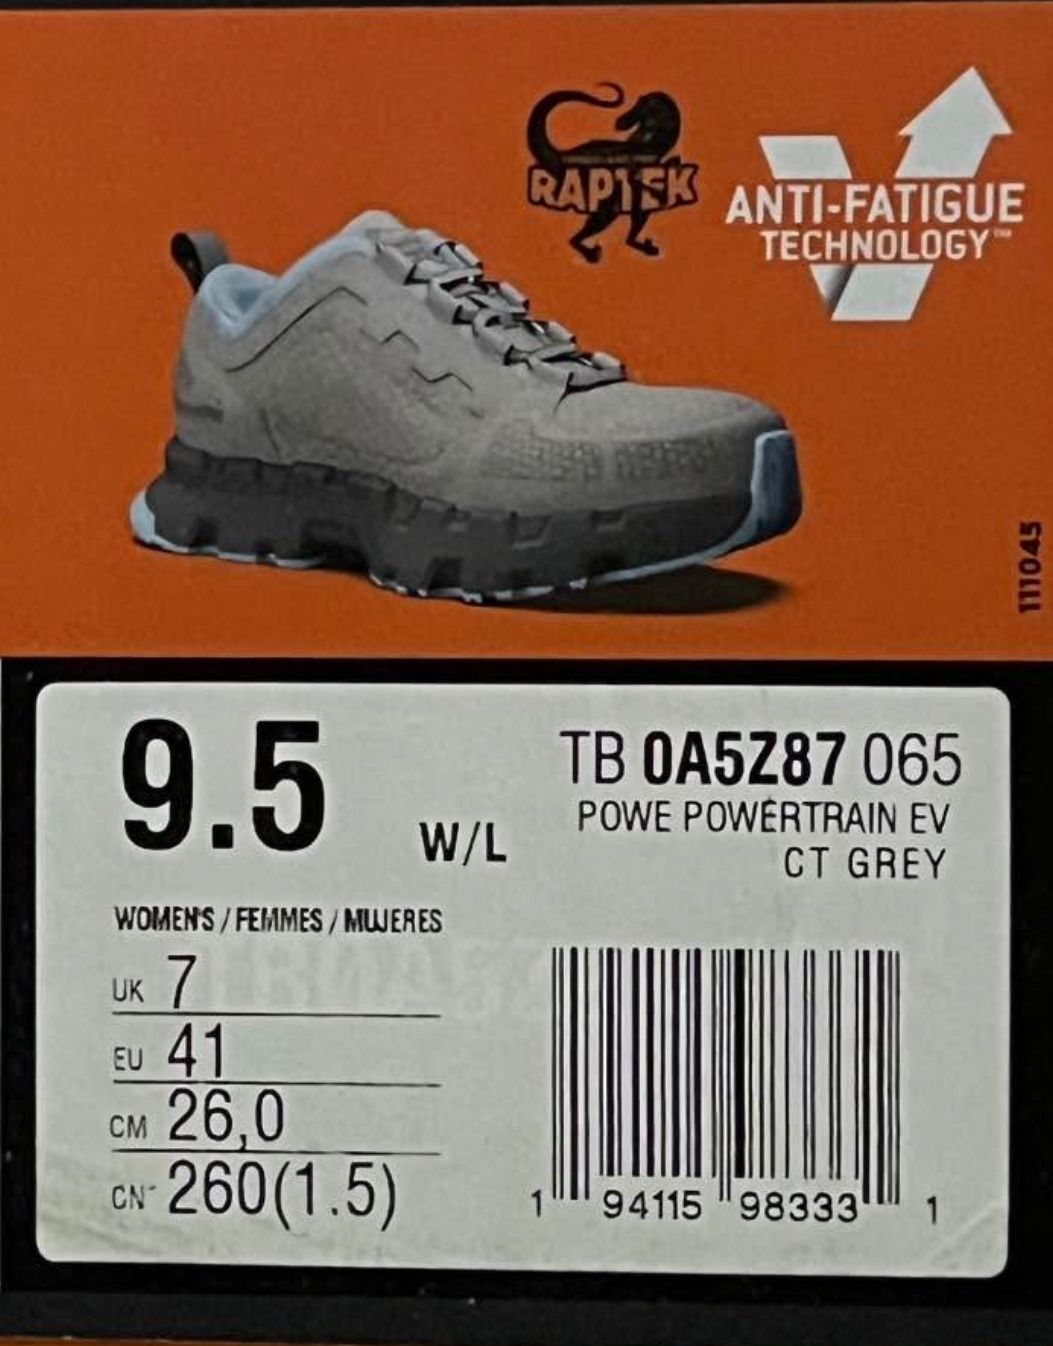 RAPTEK
ANTI-FATIGUE
TECHNOLOGY™
111045
9.5 W/L
TB 0A5Z87 065
POWE POWERTRAIN EV
CT GREY
WOMEN'S / FEMMES / MUJERES
UK 7
EU 41
CM 26,0
CN 260(1.5)
1 94115 98333 1